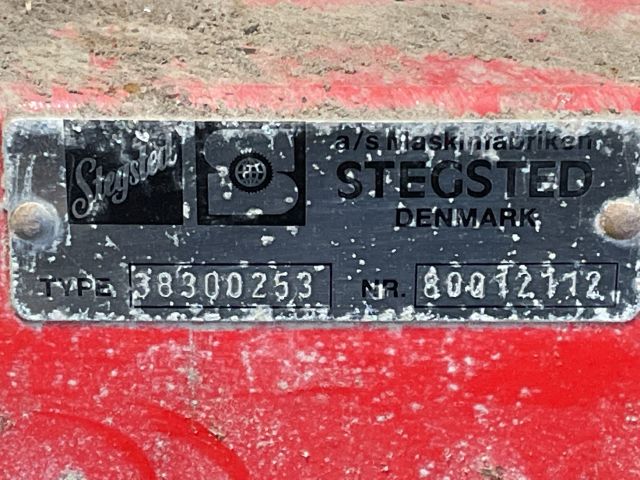 Stegsted
a/s Maskinfabriken
STEGSTED
DENMARK
TYPE 38300253 NR. 80012112